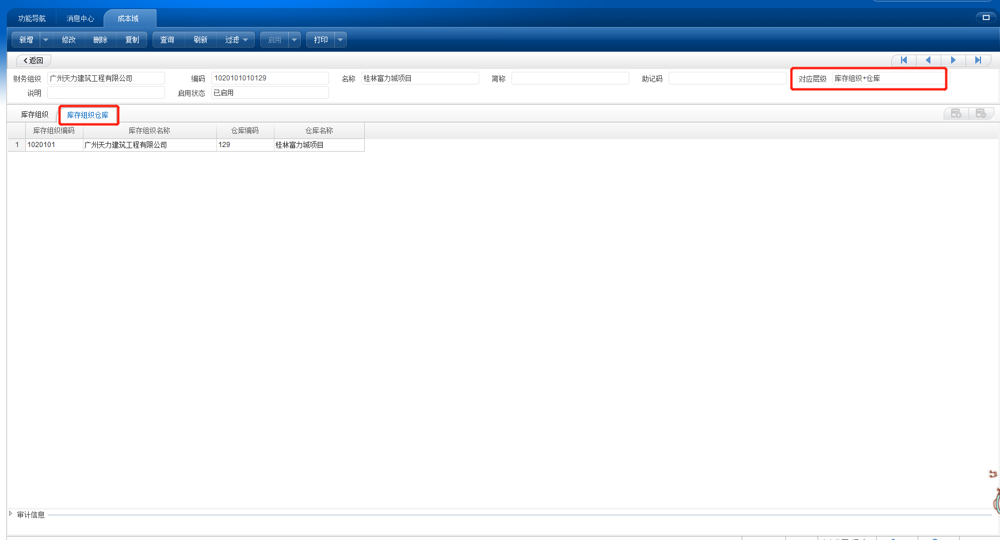 功能导航 消息中心 成本域
新增 修改 删除 复制 查询 刷新 过滤 启用 打印
返回
财务组织 广州天力建筑工程有限公司 编码 1020101010129 名称 桂林富力城项目 简称 助记码 对应层级 库存组织+仓库
说明 启用状态 已启用
库存组织 库存组织仓库
库存组织编码 库存组织名称 仓库编码 仓库名称
1 1020101 广州天力建筑工程有限公司 129 桂林富力城项目
审计信息